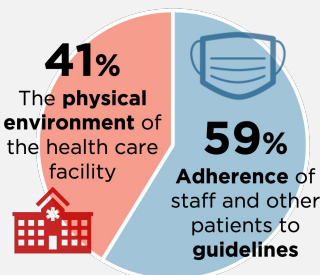 41%
The physical
environment of
the health care
facility
59%
Adherence of
staff and other
patients to
guidelines